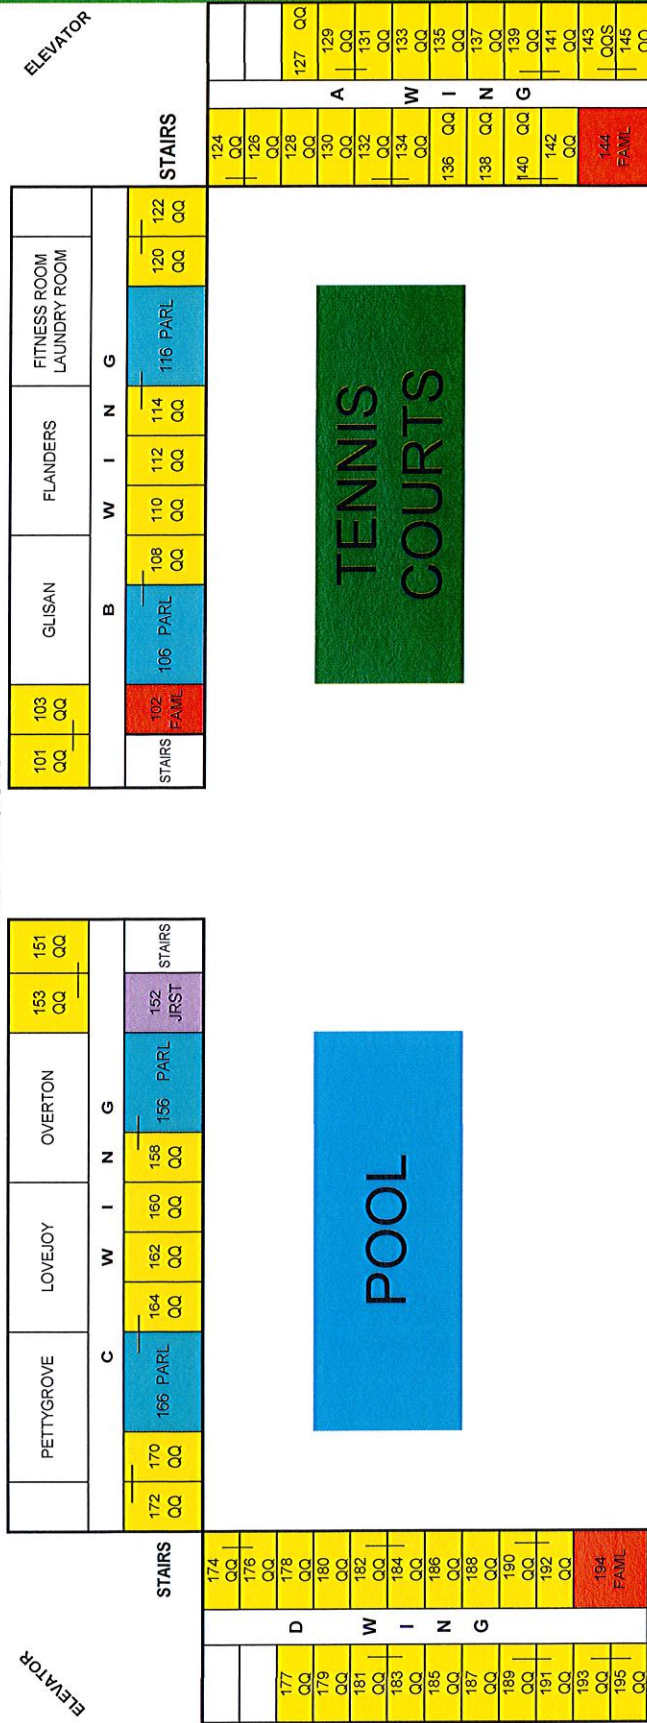 ELEVATOR
PETTYGROVE
LOVEJOY
OVERTON
153
QQ
151
QQ
C WING
STAIRS
172
QQ
170
QQ
166 PARL
164
QQ
162
QQ
160
QQ
158
QQ
156 PARL
152
JRST
STAIRS
101
QQ
103
QQ
GLISAN
FLANDERS
FITNESS ROOM
LAUNDRY ROOM
B WING
STAIRS
102
FAML
106 PARL
108
QQ
110
QQ
112
QQ
114
QQ
116 PARL
120
QQ
122
QQ
STAIRS
ELEVATOR
D WING
174
QQ
176
QQ
178
QQ
180
QQ
182
QQ
184
QQ
186
QQ
188
QQ
190
QQ
192
QQ
194
FAML
177
QQ
179
QQ
181
QQ
183
QQ
185
QQ
187
QQ
189
QQ
191
QQ
193
QQ
195
QQ
POOL
TENNIS
COURTS
A WING
124
QQ
126
QQ
128
QQ
130
QQ
132
QQ
134
QQ
136 QQ
138 QQ
140 QQ
142
QQ
144
FAML
127 QQ
129
QQ
131
QQ
133
QQ
135
QQ
137
QQ
139
QQ
141
QQ
143
QQS
145
QQ